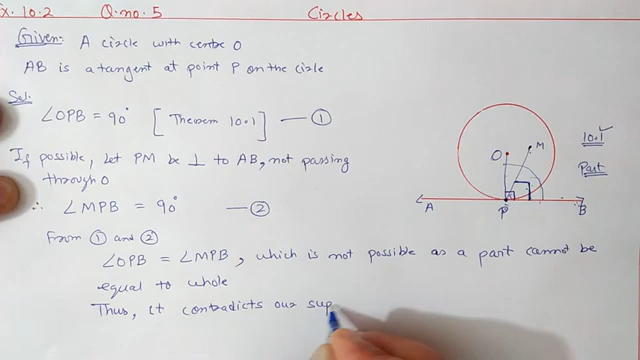 Ex. 10.2 Q.no. 5 Circles
Given: A circle with centre O
AB is a tangent at point P on the circle
Sol:
∠OPB = 90° [Theorem 10.1] — ①
If possible, Let PM be ⊥ to AB, not passing
through O
∴ ∠MPB = 90° — ②
From ① and ②
∠OPB = ∠MPB, which is not possible as a part cannot be
equal to whole
Thus, it contradicts our sup
O M
A P B
10.1
Part